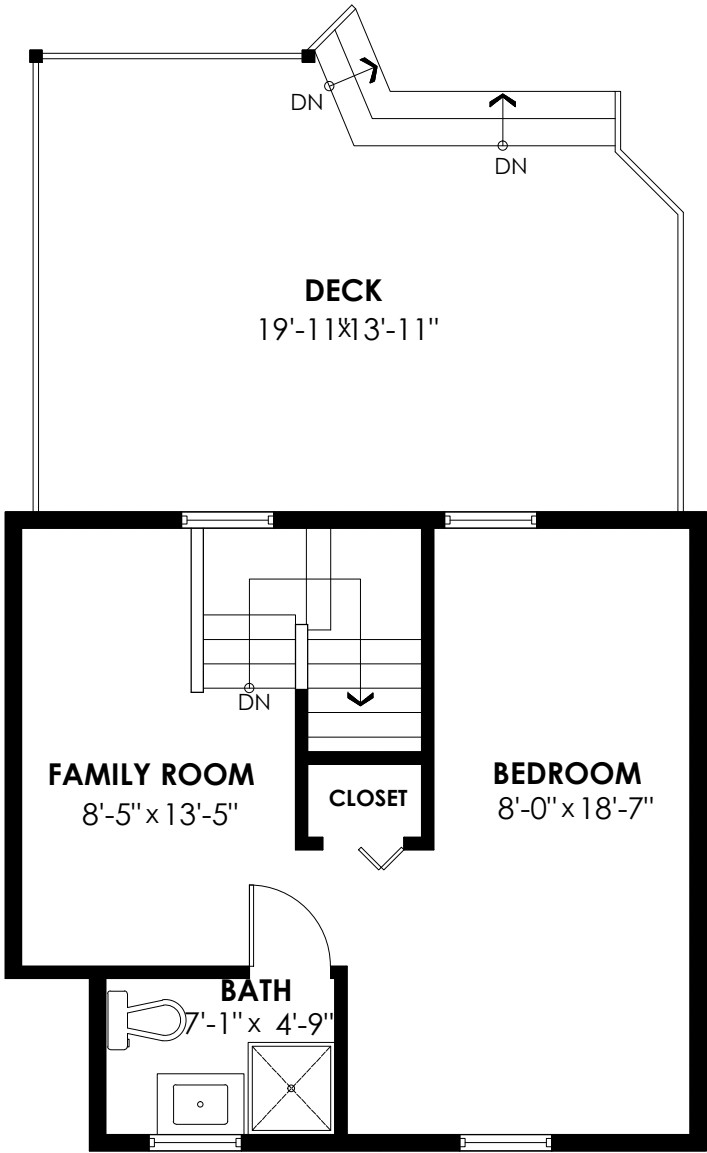 DN
DN
DECK
19'-11"x13'-11"
DN
FAMILY ROOM
8'-5" x 13'-5"
CLOSET
BEDROOM
8'-0" x 18'-7"
BATH
7'-1" x 4'-9"